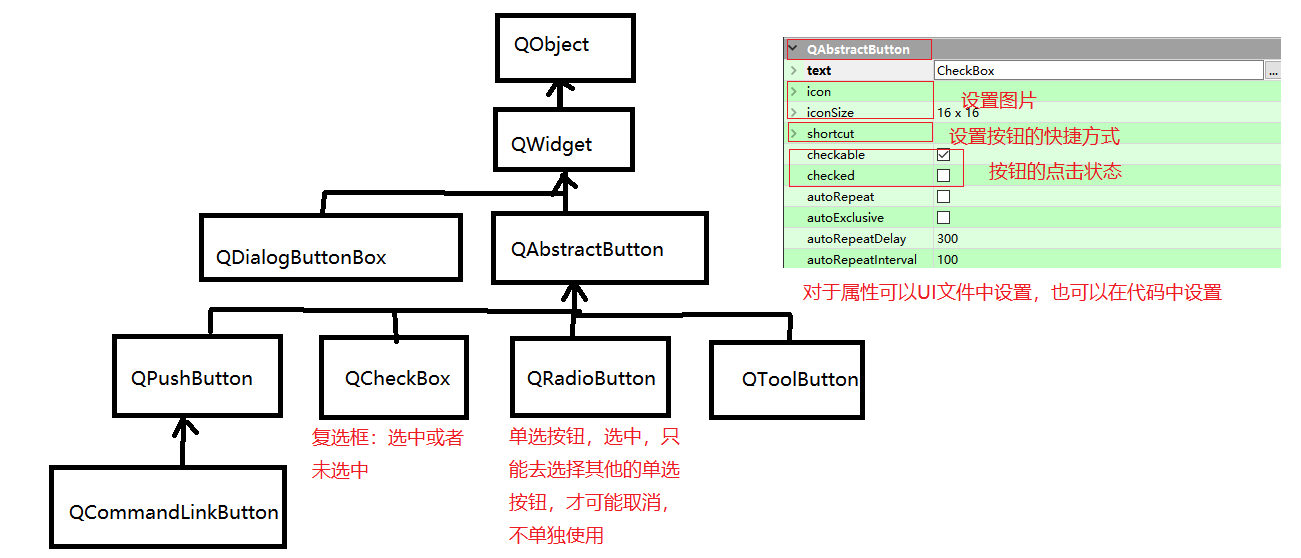 QObject
QWidget
QDialogButtonBox
QAbstractButton
QPushButton
QCheckBox
QRadioButton
QToolButton
QCommandLinkButton
复选框：选中或者
未选中
单选按钮，选中，只
能去选择其他的单选
按钮，才可能取消，
不单独使用
QAbstractButton
text CheckBox ...
icon
设置图片
iconSize 16 x 16
shortcut
设置按钮的快捷方式
checkable
按钮的点击状态
checked
autoRepeat
autoExclusive
autoRepeatDelay 300
autoRepeatInterval 100
对于属性可以UI文件中设置，也可以在代码中设置